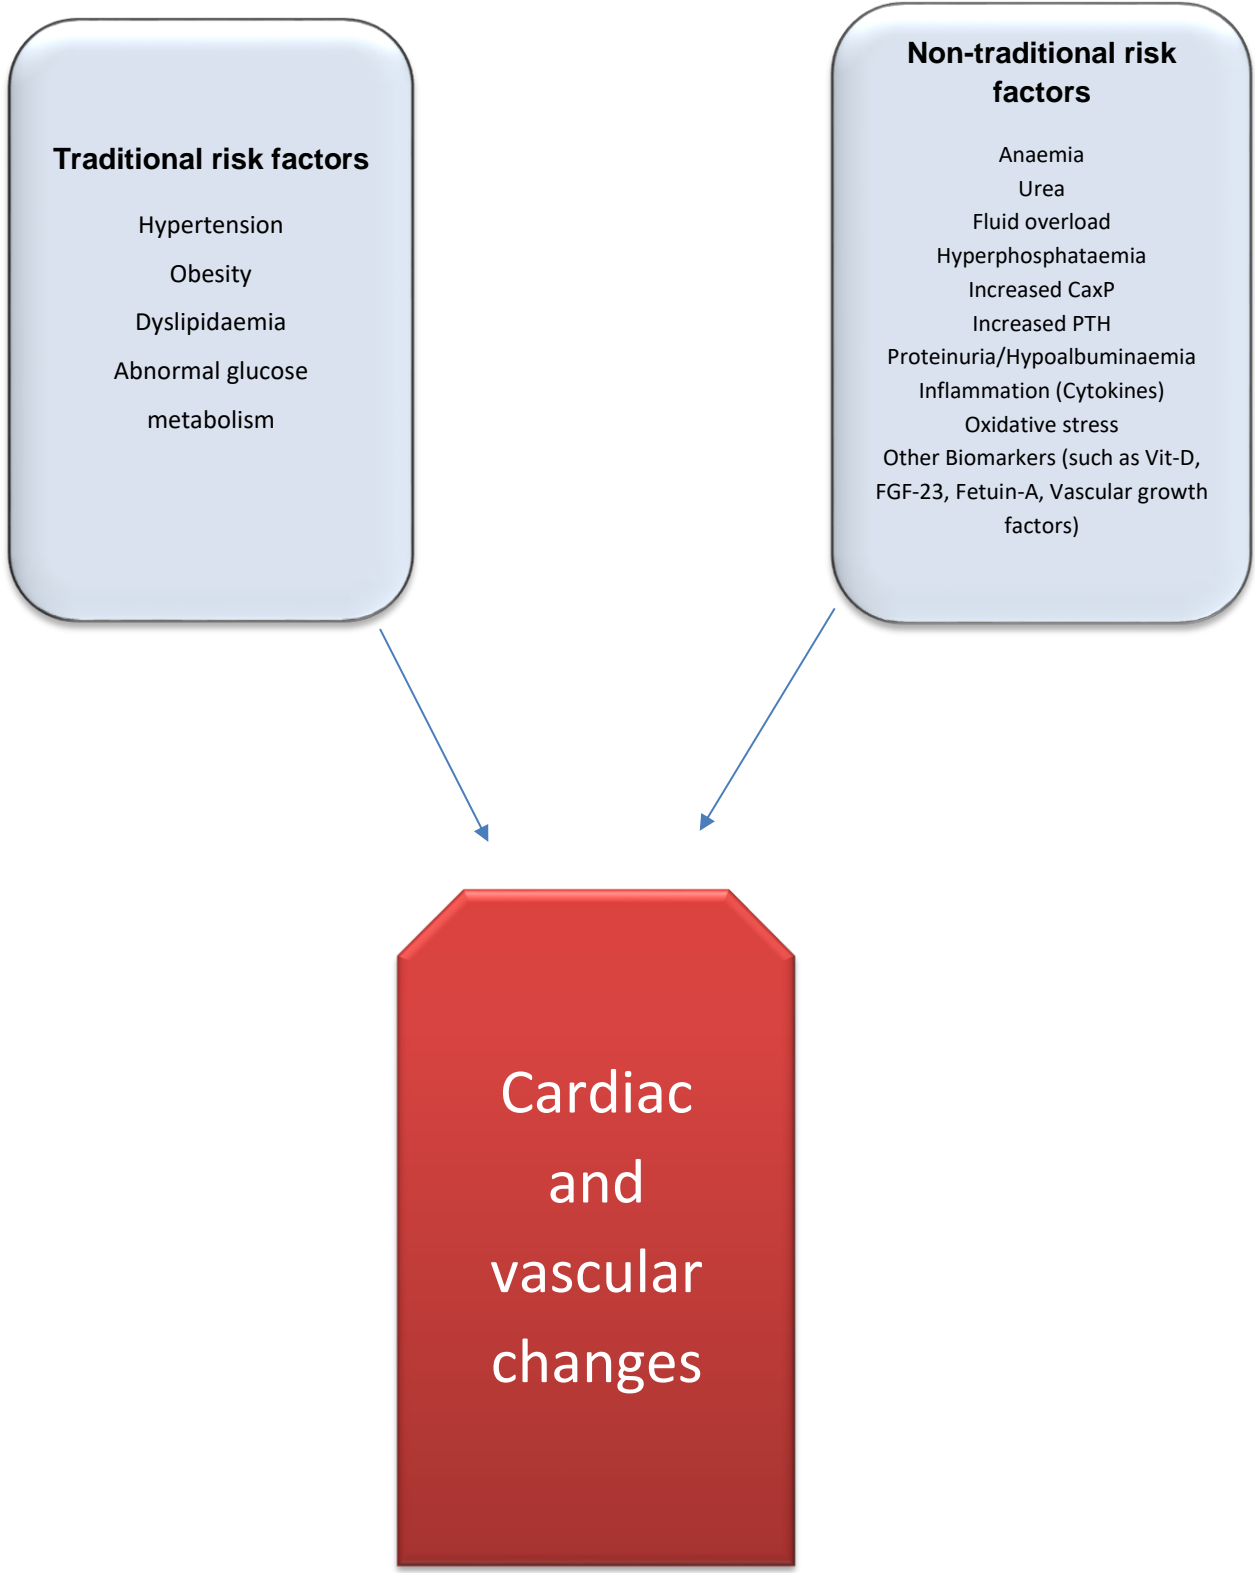 Traditional risk factors
Hypertension
Obesity
Dyslipidaemia
Abnormal glucose
metabolism
Non-traditional risk
factors
Anaemia
Urea
Fluid overload
Hyperphosphataemia
Increased CaxP
Increased PTH
Proteinuria/Hypoalbuminaemia
Inflammation (Cytokines)
Oxidative stress
Other Biomarkers (such as Vit-D,
FGF-23, Fetuin-A, Vascular growth
factors)
Cardiac
and
vascular
changes